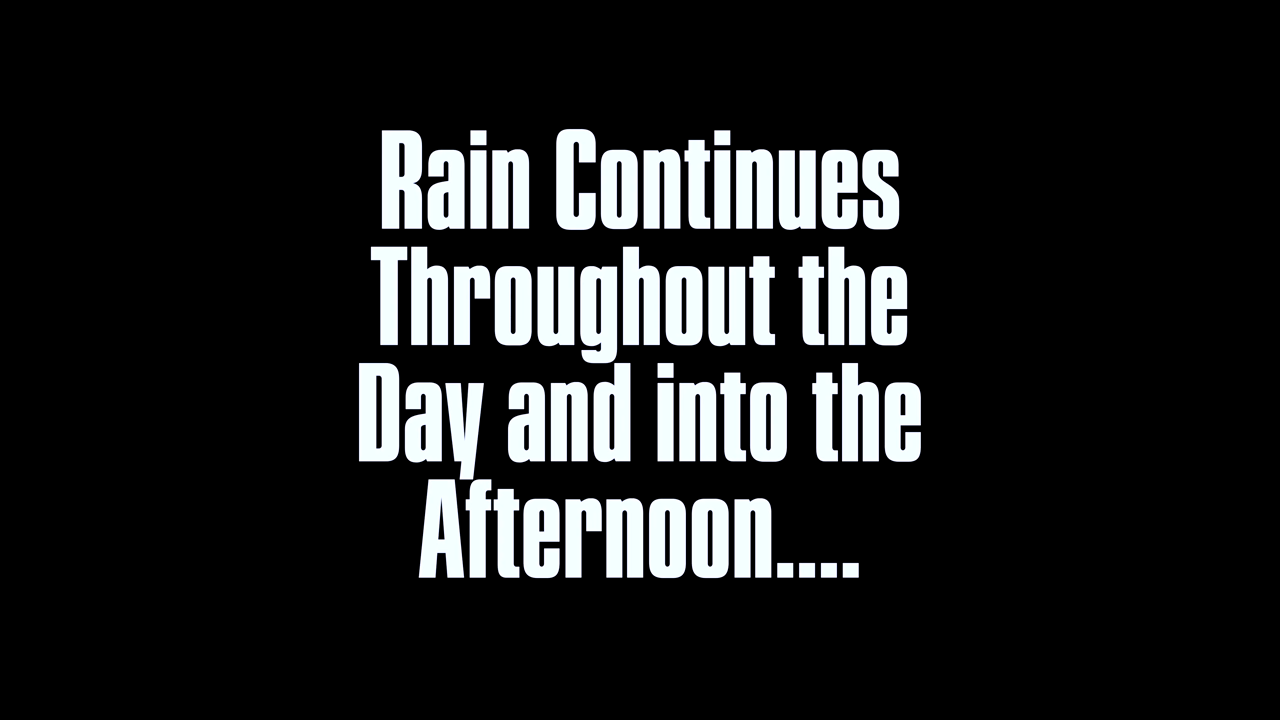 Rain Continues
Throughout the
Day and into the
Afternoon....